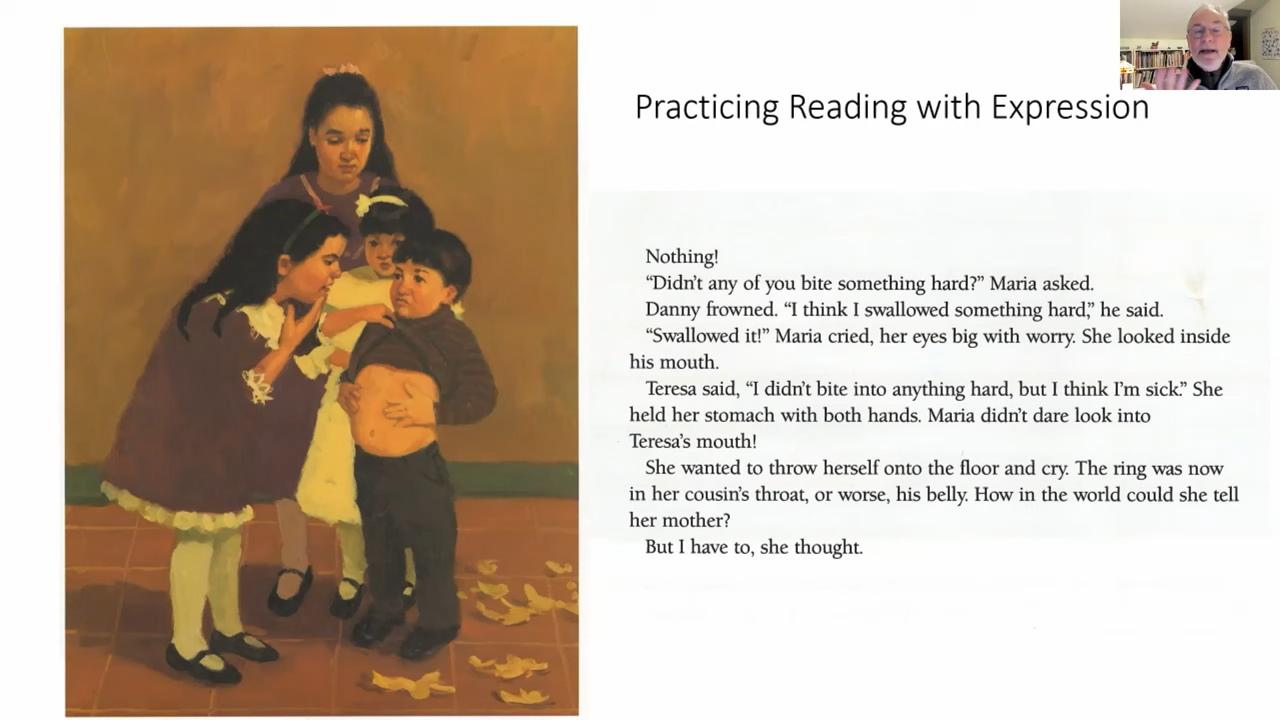 Practicing Reading with Expression
Nothing!
“Didn’t any of you bite something hard?” Maria asked.
Danny frowned. “I think I swallowed something hard,” he said.
“Swallowed it!” Maria cried, her eyes big with worry. She looked inside
his mouth.
Teresa said, “I didn’t bite into anything hard, but I think I’m sick.” She
held her stomach with both hands. Maria didn’t dare look into
Teresa’s mouth!
She wanted to throw herself onto the floor and cry. The ring was now
in her cousin’s throat, or worse, his belly. How in the world could she tell
her mother?
But I have to, she thought.